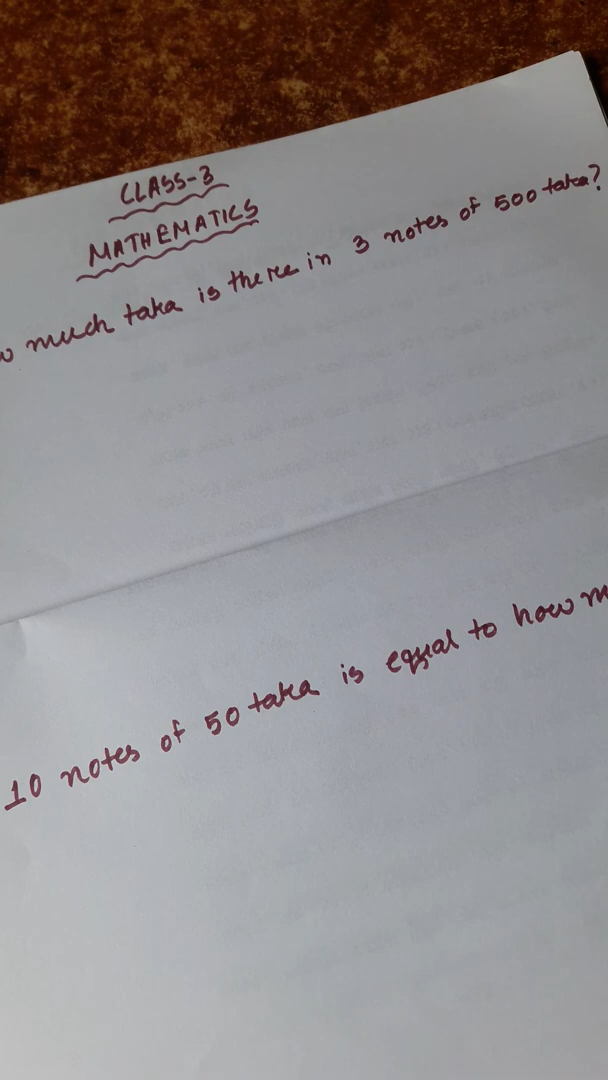 CLASS-3
MATHEMATICS
w much taka is there in 3 notes of 500 taka?
10 notes of 50 taka is equal to how m